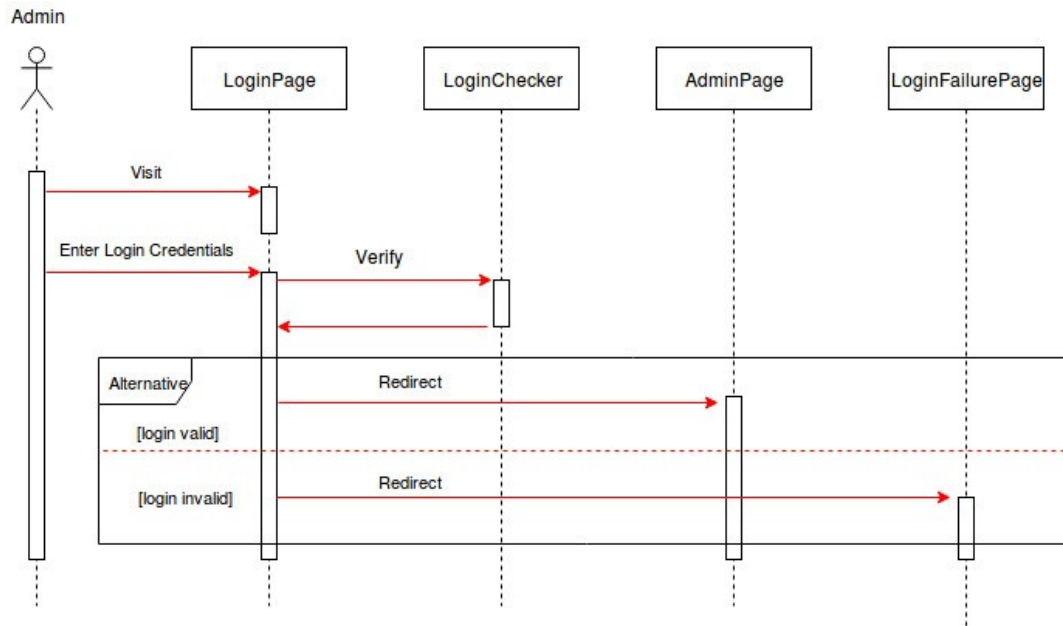 Admin
LoginPage
LoginChecker
AdminPage
LoginFailurePage
Visit
Enter Login Credentials
Verify
Alternative
Redirect
[login valid]
Redirect
[login invalid]